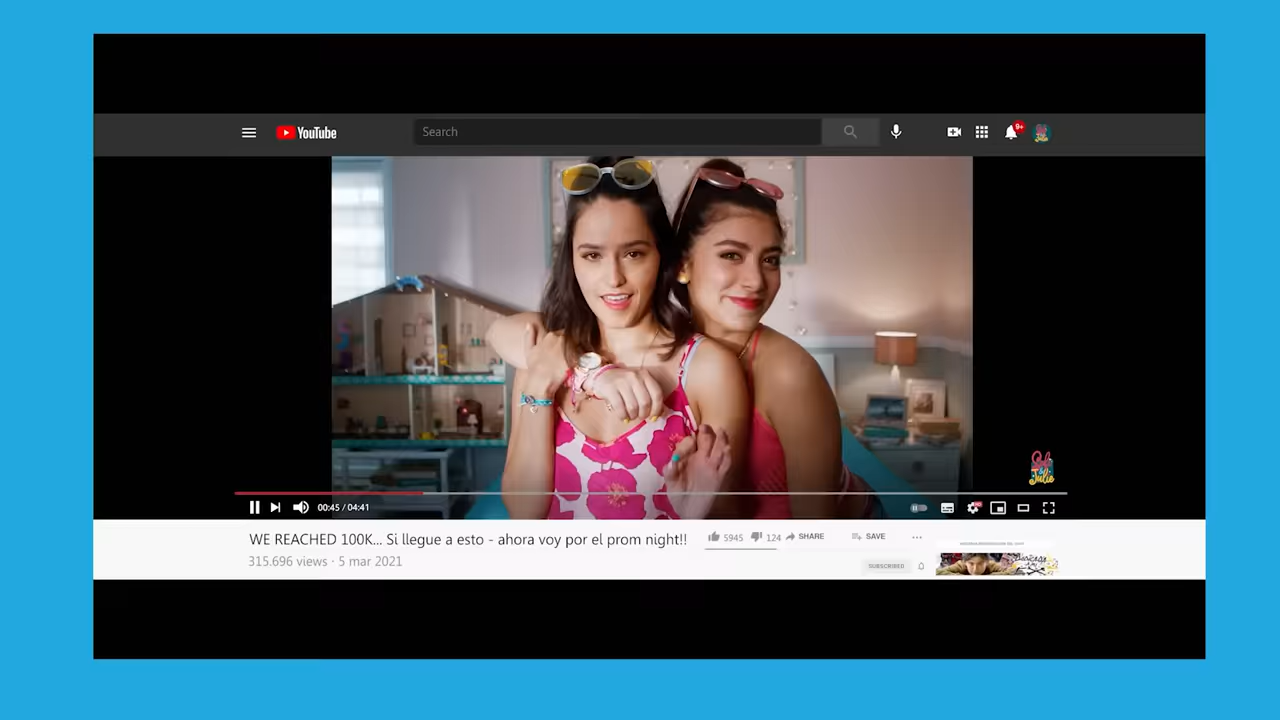 YouTube
Search
9+
Julie
00:45 / 04:41
WE REACHED 100K... Si llegue a esto - ahora voy por el prom night!!
5945
124
SHARE
SAVE
315.696 views · 5 mar 2021
SUBSCRIBED